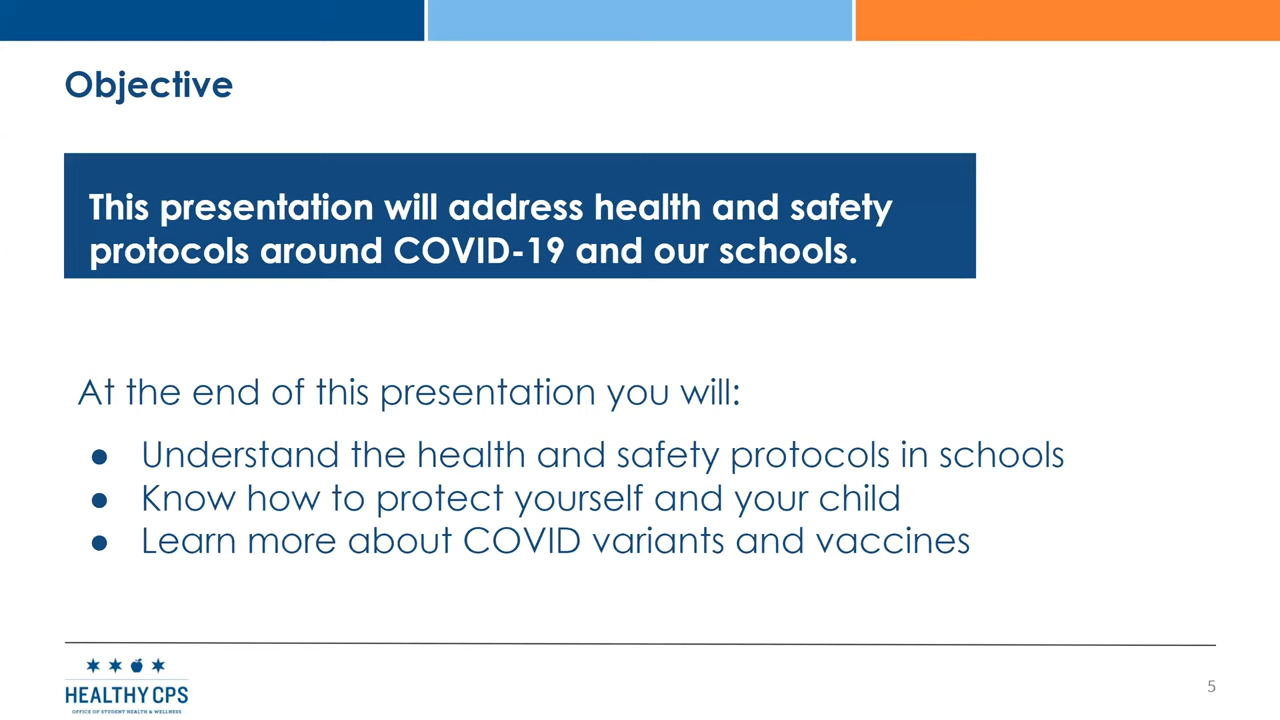 Objective
This presentation will address health and safety
protocols around COVID-19 and our schools.
At the end of this presentation you will:
● Understand the health and safety protocols in schools
● Know how to protect yourself and your child
● Learn more about COVID variants and vaccines
HEALTHY CPS
OFFICE OF STUDENT HEALTH & WELLNESS
5